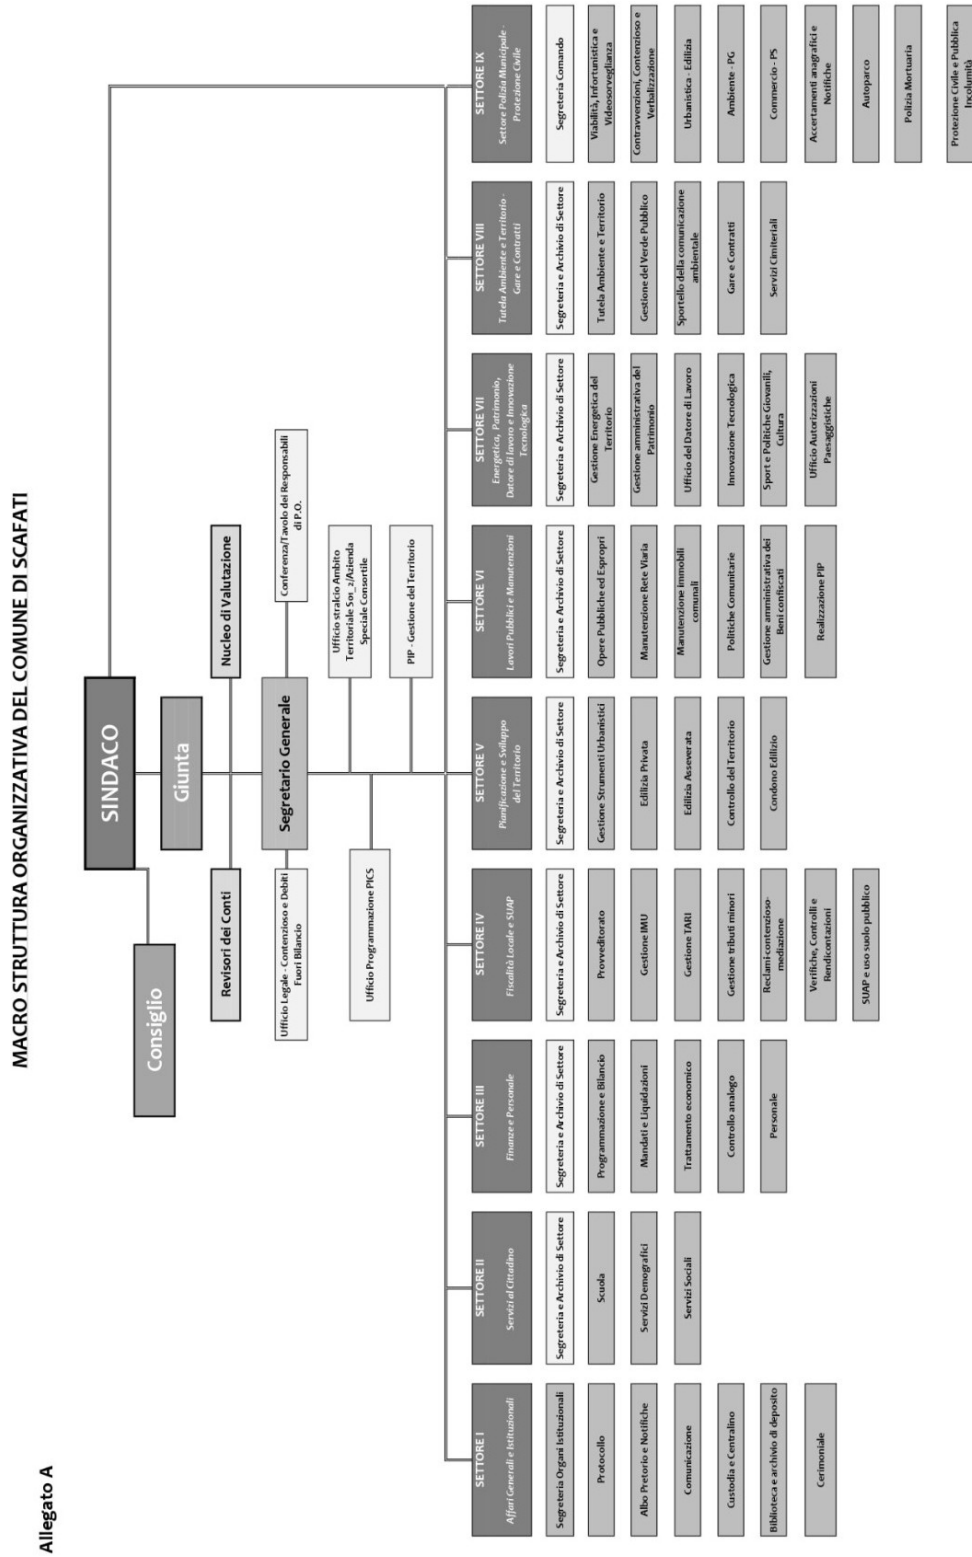 Allegato A
MACRO STRUTTURA ORGANIZZATIVA DEL COMUNE DI SCAFATI
SINDACO
Consiglio
Giunta
Revisori dei Conti
Nucleo di Valutazione
Ufficio Legale - Contenzioso e Debiti
Fuori Bilancio
Segretario Generale
Conferenza/Tavolo dei Responsabili
di P.O.
Ufficio stralcio Ambito
Territoriale S01_2/Azienda
Speciale Consortile
Ufficio Programmazione PICS
PIP - Gestione del Territorio
SETTORE I
Affari Generali e Istituzionali
Segreteria Organi Istituzionali
Protocollo
Albo Pretorio e Notifiche
Comunicazione
Custodia e Centralino
Biblioteca e archivio di deposito
Cerimoniale
SETTORE II
Servizi al Cittadino
Segreteria e Archivio di Settore
Scuola
Servizi Demografici
Servizi Sociali
SETTORE III
Finanze e Personale
Segreteria e Archivio di Settore
Programmazione e Bilancio
Mandati e Liquidazioni
Trattamento economico
Controllo analogo
Personale
SETTORE IV
Fiscalità Locale e SUAP
Segreteria e Archivio di Settore
Provveditorato
Gestione IMU
Gestione TARI
Gestione tributi minori
Reclami-contenzioso-
mediazione
Verifiche, Controlli e
Rendicontazioni
SUAP e uso suolo pubblico
SETTORE V
Pianificazione e Sviluppo
del Territorio
Segreteria e Archivio di Settore
Gestione Strumenti Urbanistici
Edilizia Privata
Edilizia Asseverata
Controllo del Territorio
Condono Edilizio
SETTORE VI
Lavori Pubblici e Manutenzioni
Segreteria e Archivio di Settore
Opere Pubbliche ed Espropri
Manutenzione Rete Viaria
Manutenzione immobili
comunali
Politiche Comunitarie
Gestione amministrativa dei
Beni confiscati
Realizzazione PIP
SETTORE VII
Energetica, Patrimonio,
Datore di lavoro e Innovazione
Tecnologica
Segreteria e Archivio di Settore
Gestione Energetica del
Territorio
Gestione amministrativa del
Patrimonio
Ufficio del Datore di Lavoro
Innovazione Tecnologica
Sport e Politiche Giovanili,
Cultura
Ufficio Autorizzazioni
Paesaggistiche
SETTORE VIII
Tutela Ambiente e Territorio -
Gare e Contratti
Segreteria e Archivio di Settore
Tutela Ambiente e Territorio
Gestione del Verde Pubblico
Sportello della comunicazione
ambientale
Gare e Contratti
Servizi Cimiteriali
SETTORE IX
Settore Polizia Municipale -
Protezione Civile
Segreteria Comando
Viabilità, Infortunistica e
Videosorveglianza
Contravvenzioni, Contenzioso e
Verbalizzazione
Urbanistica - Edilizia
Ambiente - PG
Commercio - PS
Accertamenti anagrafici e
Notifiche
Autoparco
Polizia Mortuaria
Protezione Civile e Pubblica
Incolumità